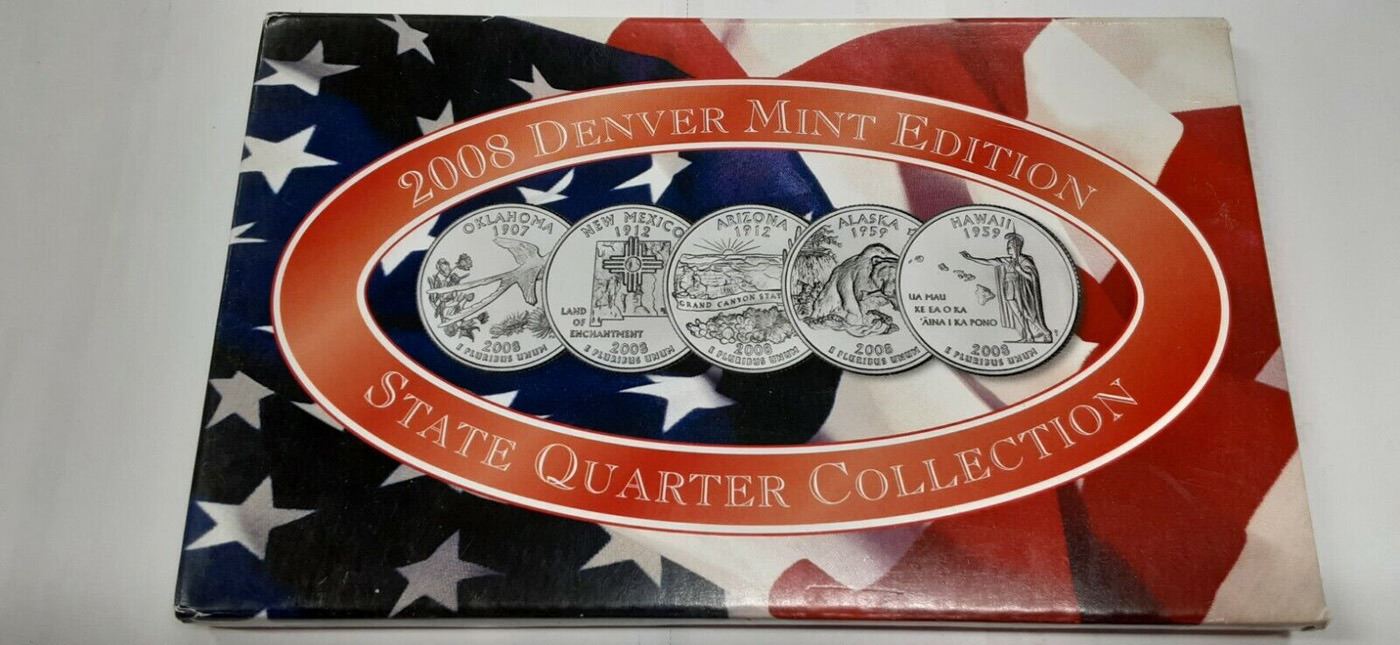 2008 DENVER MINT EDITION
OKLAHOMA
1907
2008
E PLURIBUS UNUM
NEW MEXICO
1912
LAND
OF
ENCHANTMENT
2008
E PLURIBUS UNUM
ARIZONA
1912
GRAND CANYON STAT
2008
E PLURIBUS UNUM
ALASKA
1959
2008
E PLURIBUS UNUM
HAWAII
1959
UA MAU
KE EA O KA
'ĀINA I KA PONO
2008
E PLURIBUS UNUM
STATE QUARTER COLLECTION